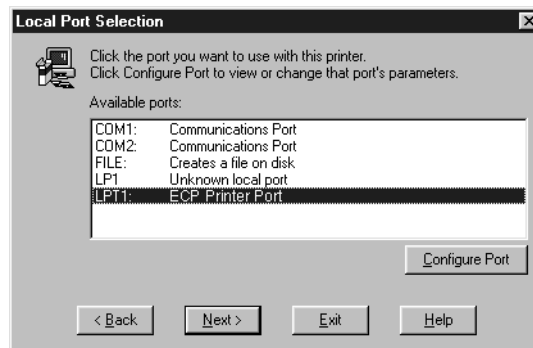 Local Port Selection
Click the port you want to use with this printer.
Click Configure Port to view or change that port's parameters.
Available ports:
COM1: Communications Port
COM2: Communications Port
FILE: Creates a file on disk
LP1 Unknown local port
LPT1: ECP Printer Port
Configure Port
< Back Next > Exit Help